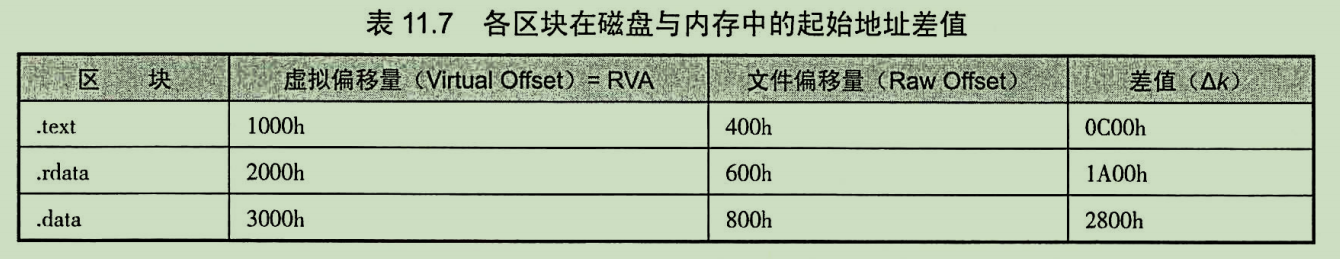 表 11.7 各区块在磁盘与内存中的起始地址差值
区 块 虚拟偏移量（Virtual Offset）= RVA 文件偏移量（Raw Offset） 差值（Δk）
.text 1000h 400h 0C00h
.rdata 2000h 600h 1A00h
.data 3000h 800h 2800h